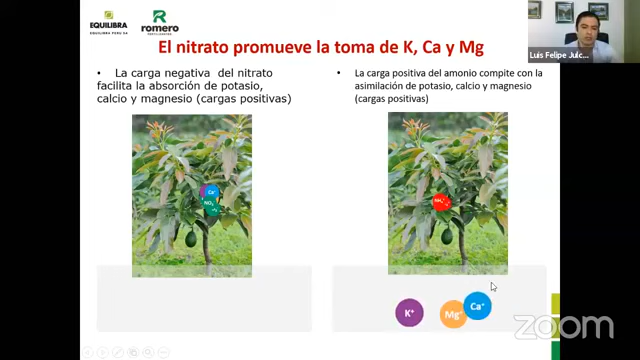 EQUILIBRA
EQUILIBRA PERÚ SA
romero
FERTILIZANTES
Luis Felipe Julc...
El nitrato promueve la toma de K, Ca y Mg
• La carga negativa del nitrato
facilita la absorción de potasio,
calcio y magnesio (cargas positivas)
• La carga positiva del amonio compite con la
asimilación de potasio, calcio y magnesio
(cargas positivas)
Ca⁺
NO₃
NH₄⁺
K⁺
Mg⁺
Ca⁺
zoom